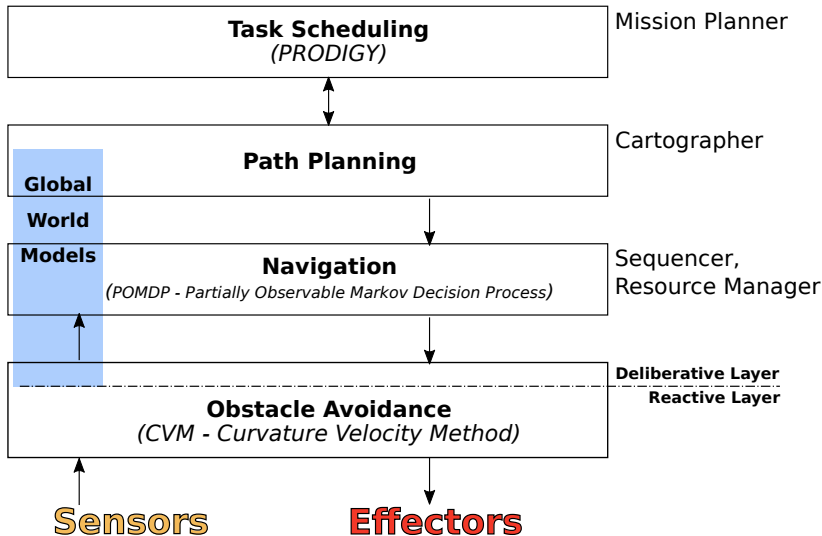 Task Scheduling
(PRODIGY)
Mission Planner
Path Planning
Cartographer
Global
World
Models
Navigation
(POMDP - Partially Observable Markov Decision Process)
Sequencer,
Resource Manager
Deliberative Layer
Reactive Layer
Obstacle Avoidance
(CVM - Curvature Velocity Method)
Sensors
Effectors